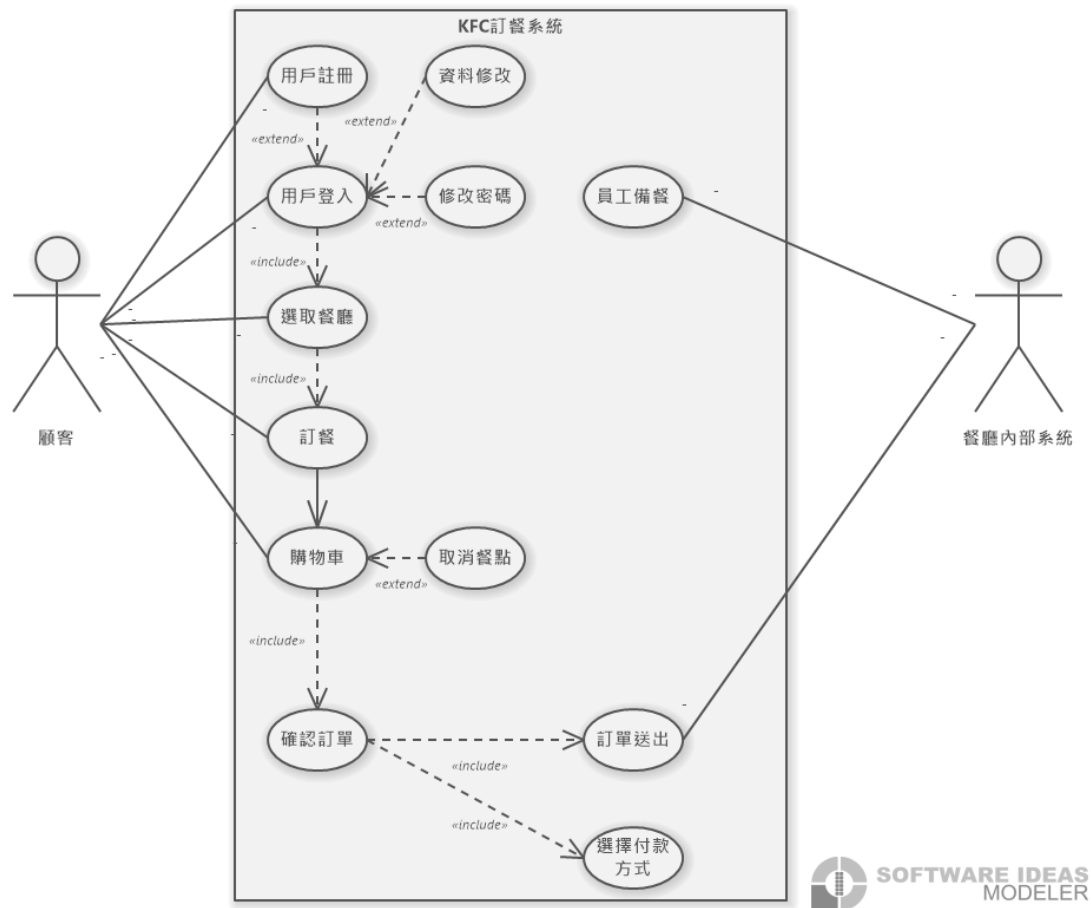 KFC訂餐系統
用戶註冊
資料修改
«extend»
«extend»
用戶登入
修改密碼
員工備餐
«extend»
«include»
選取餐廳
«include»
顧客
訂餐
餐廳內部系統
購物車
取消餐點
«extend»
«include»
確認訂單
訂單送出
«include»
«include»
選擇付款
方式
SOFTWARE IDEAS
MODELER